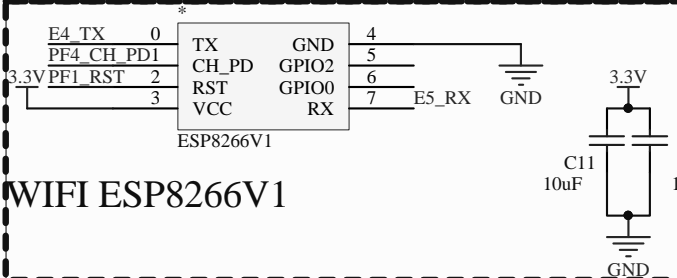 *
E4_TX 0 TX GND 4
PF4_CH_PD1 CH_PD GPIO2 5
3.3V PF1_RST 2 RST GPIO0 6
3 VCC RX 7 E5_RX GND
ESP8266V1
3.3V
C11
10uF 1
WIFI ESP8266V1
GND